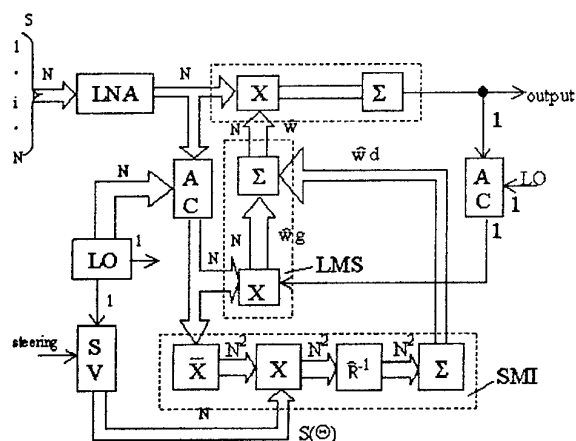 S
1
.
i
.
N
N
LNA
N
X
Σ
output
N
ŵ
1
N
A
C
Σ
ŵd
A
C
LO
1
1
N
ŵg
LO
1
N
X
LMS
1
steering
S
V
X̄
N²
X
N²
R̂⁻¹
N²
Σ
SMI
N
S(Θ)